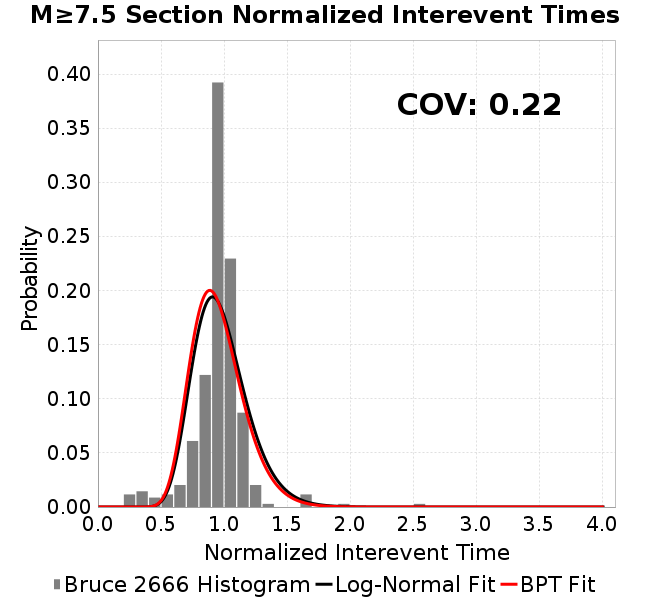 M≥7.5 Section Normalized Interevent Times
COV: 0.22
Probability
0.40
0.35
0.30
0.25
0.20
0.15
0.10
0.05
0.00
0.0 0.5 1.0 1.5 2.0 2.5 3.0 3.5 4.0
Normalized Interevent Time
Bruce 2666 Histogram Log-Normal Fit BPT Fit